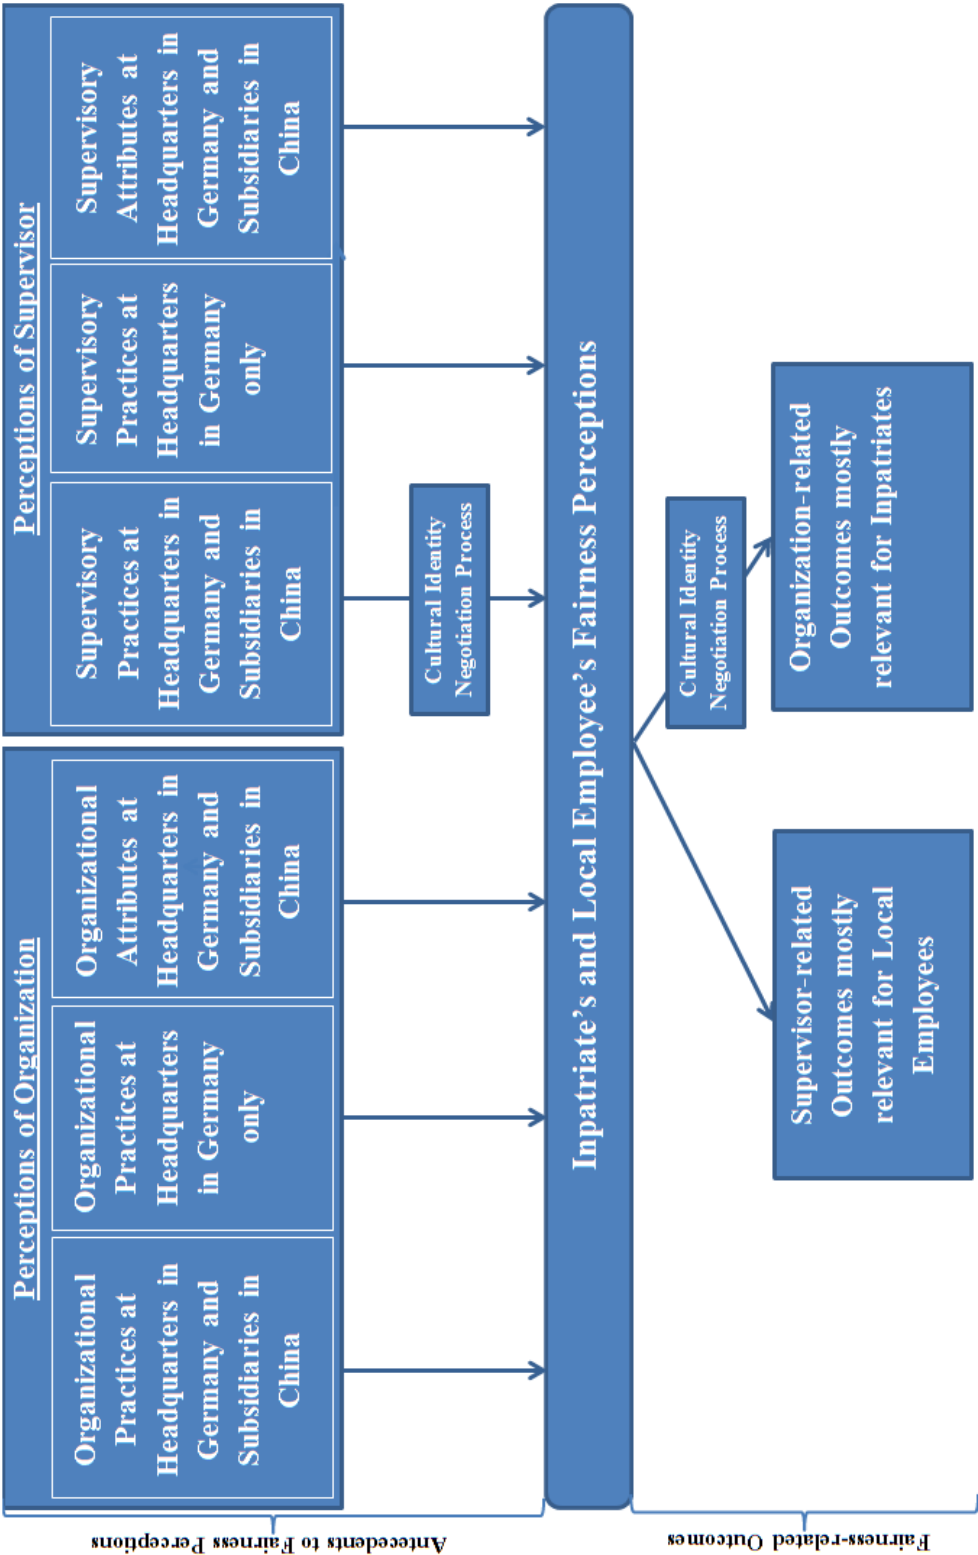 Perceptions of Organization
Organizational
Practices at
Headquarters in
Germany and
Subsidiaries in
China
Organizational
Practices at
Headquarters
in Germany
only
Organizational
Attributes at
Headquarters in
Germany and
Subsidiaries in
China
Perceptions of Supervisor
Supervisory
Practices at
Headquarters in
Germany and
Subsidiaries in
China
Supervisory
Practices at
Headquarters
in Germany
only
Supervisory
Attributes at
Headquarters in
Germany and
Subsidiaries in
China
Antecedents to Fairness Perceptions
Cultural Identity
Negotiation Process
Inpatriate’s and Local Employee’s Fairness Perceptions
Cultural Identity
Negotiation Process
Supervisor-related
Outcomes mostly
relevant for Local
Employees
Organization-related
Outcomes mostly
relevant for Inpatriates
Fairness-related Outcomes